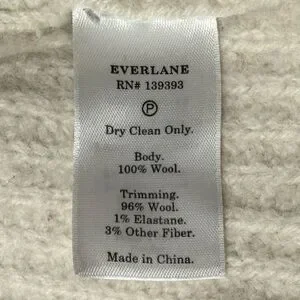 EVERLANE
RN# 139393
P
Dry Clean Only.
Body.
100% Wool.
Trimming.
96% Wool.
1% Elastane.
3% Other Fiber.
Made in China.